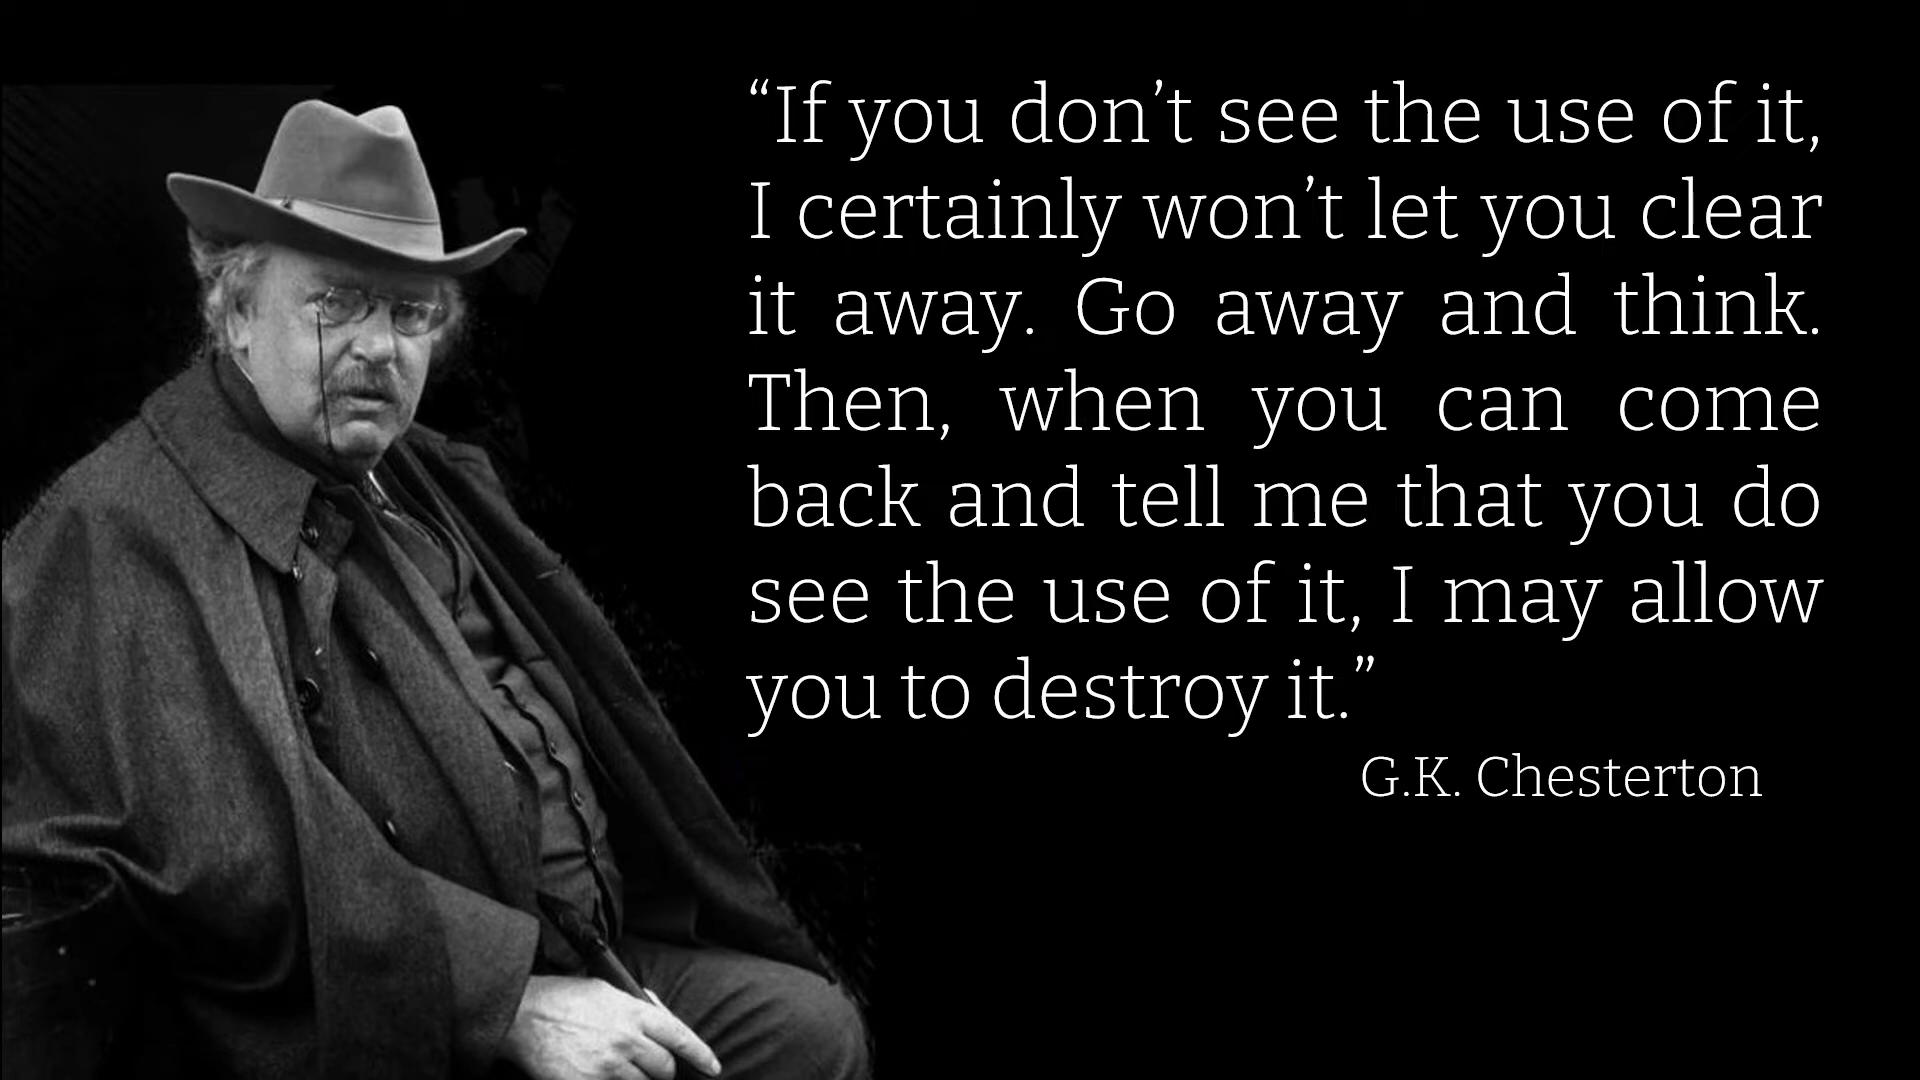 “If you don’t see the use of it,
I certainly won’t let you clear
it away. Go away and think.
Then, when you can come
back and tell me that you do
see the use of it, I may allow
you to destroy it.”
G.K. Chesterton